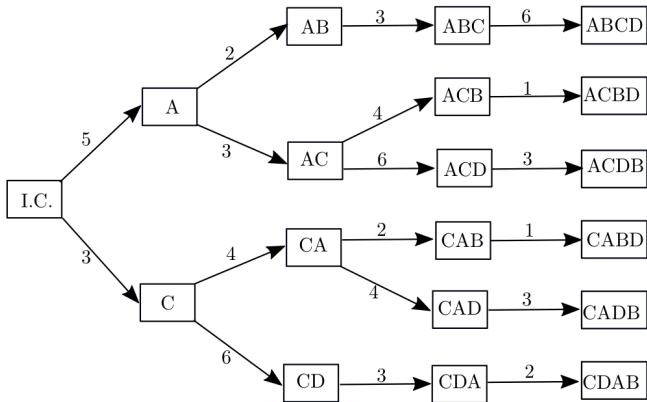 AB 3 ABC 6 ABCD
2
A
5
ACB 1 ACBD
4
3
AC 6 ACD 3 ACDB
I.C.
3
CA 2 CAB 1 CABD
4
4
CAD 3 CADB
C
6
CD 3 CDA 2 CDAB